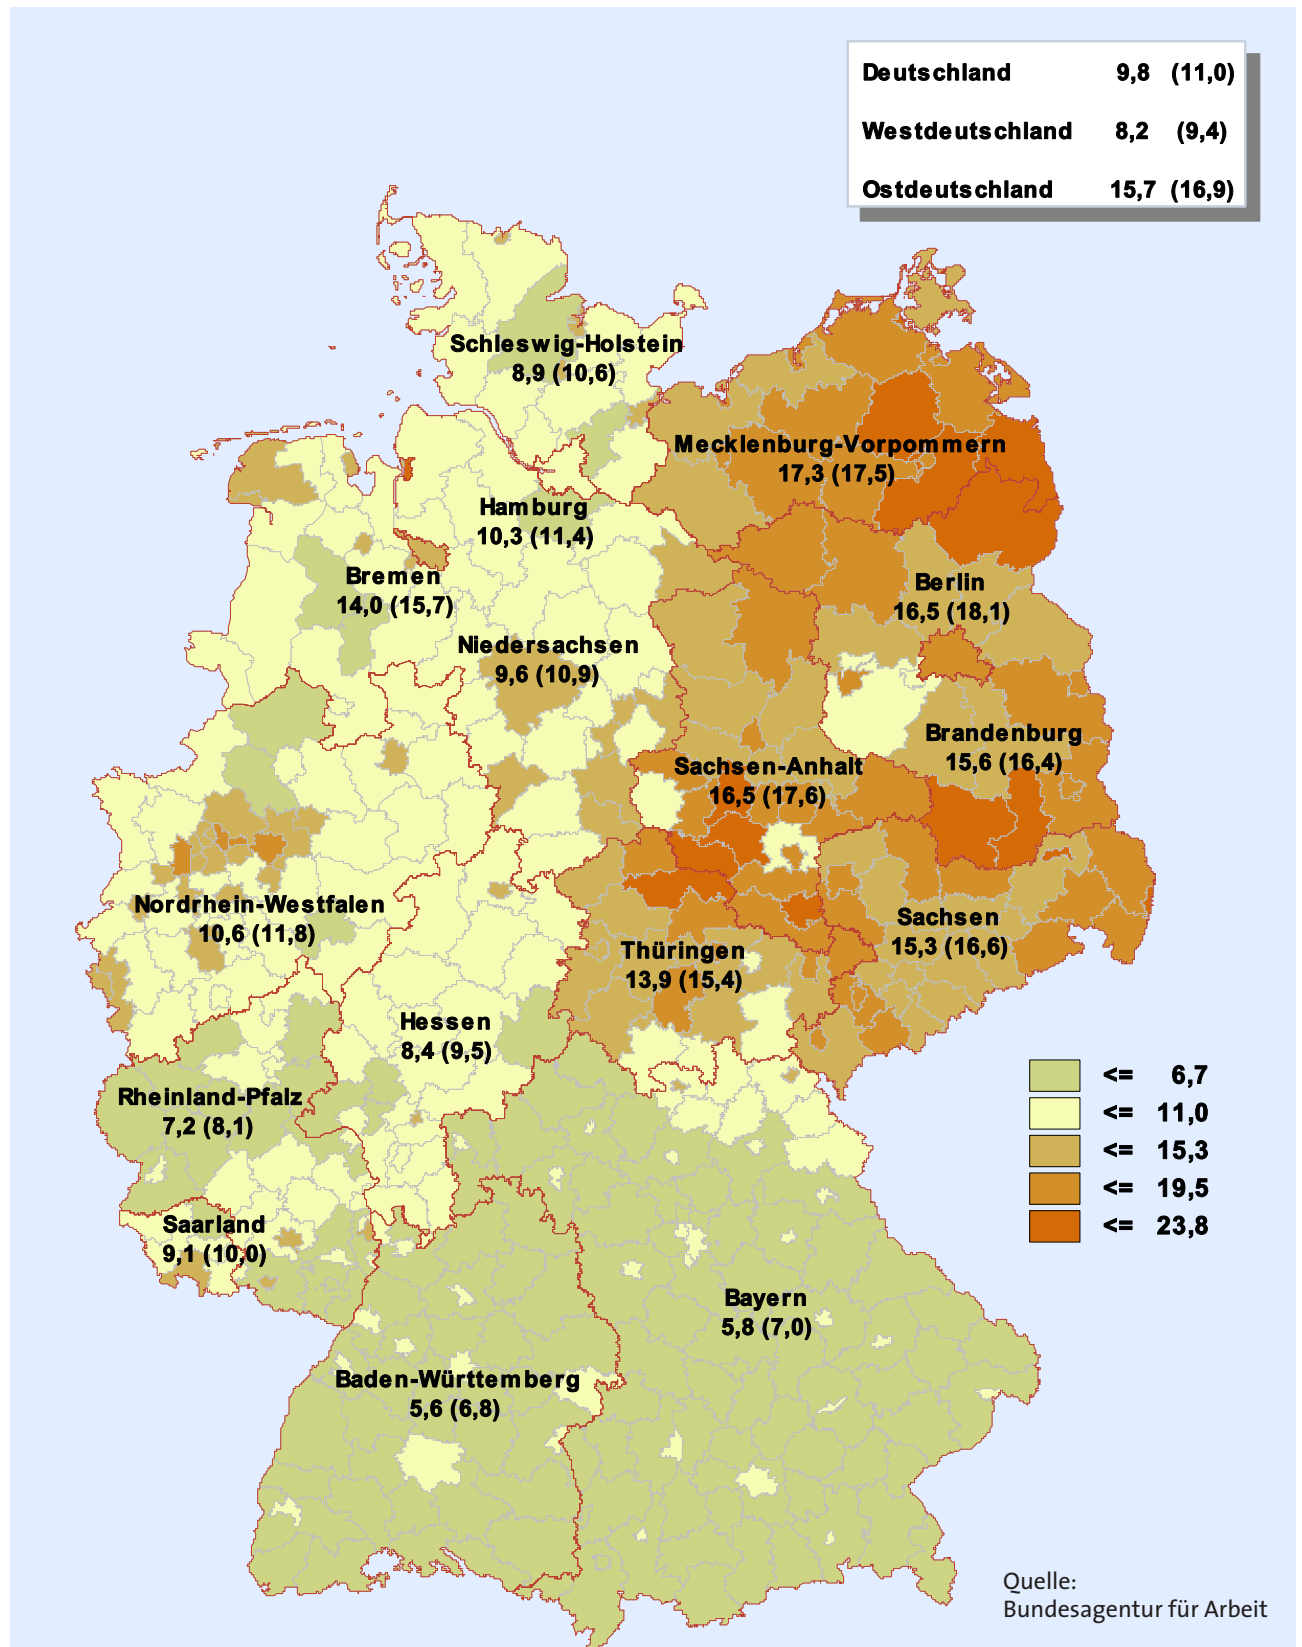 Deutschland 9,8 (11,0)
Westdeutschland 8,2 (9,4)
Ostdeutschland 15,7 (16,9)
Schleswig-Holstein
8,9 (10,6)
Mecklenburg-Vorpommern
17,3 (17,5)
Hamburg
10,3 (11,4)
Bremen
14,0 (15,7)
Berlin
16,5 (18,1)
Niedersachsen
9,6 (10,9)
Brandenburg
15,6 (16,4)
Sachsen-Anhalt
16,5 (17,6)
Nordrhein-Westfalen
10,6 (11,8)
Sachsen
15,3 (16,6)
Thüringen
13,9 (15,4)
Hessen
8,4 (9,5)
Rheinland-Pfalz
7,2 (8,1)
<= 6,7
<= 11,0
<= 15,3
<= 19,5
<= 23,8
Saarland
9,1 (10,0)
Bayern
5,8 (7,0)
Baden-Württemberg
5,6 (6,8)
Quelle:
Bundesagentur für Arbeit